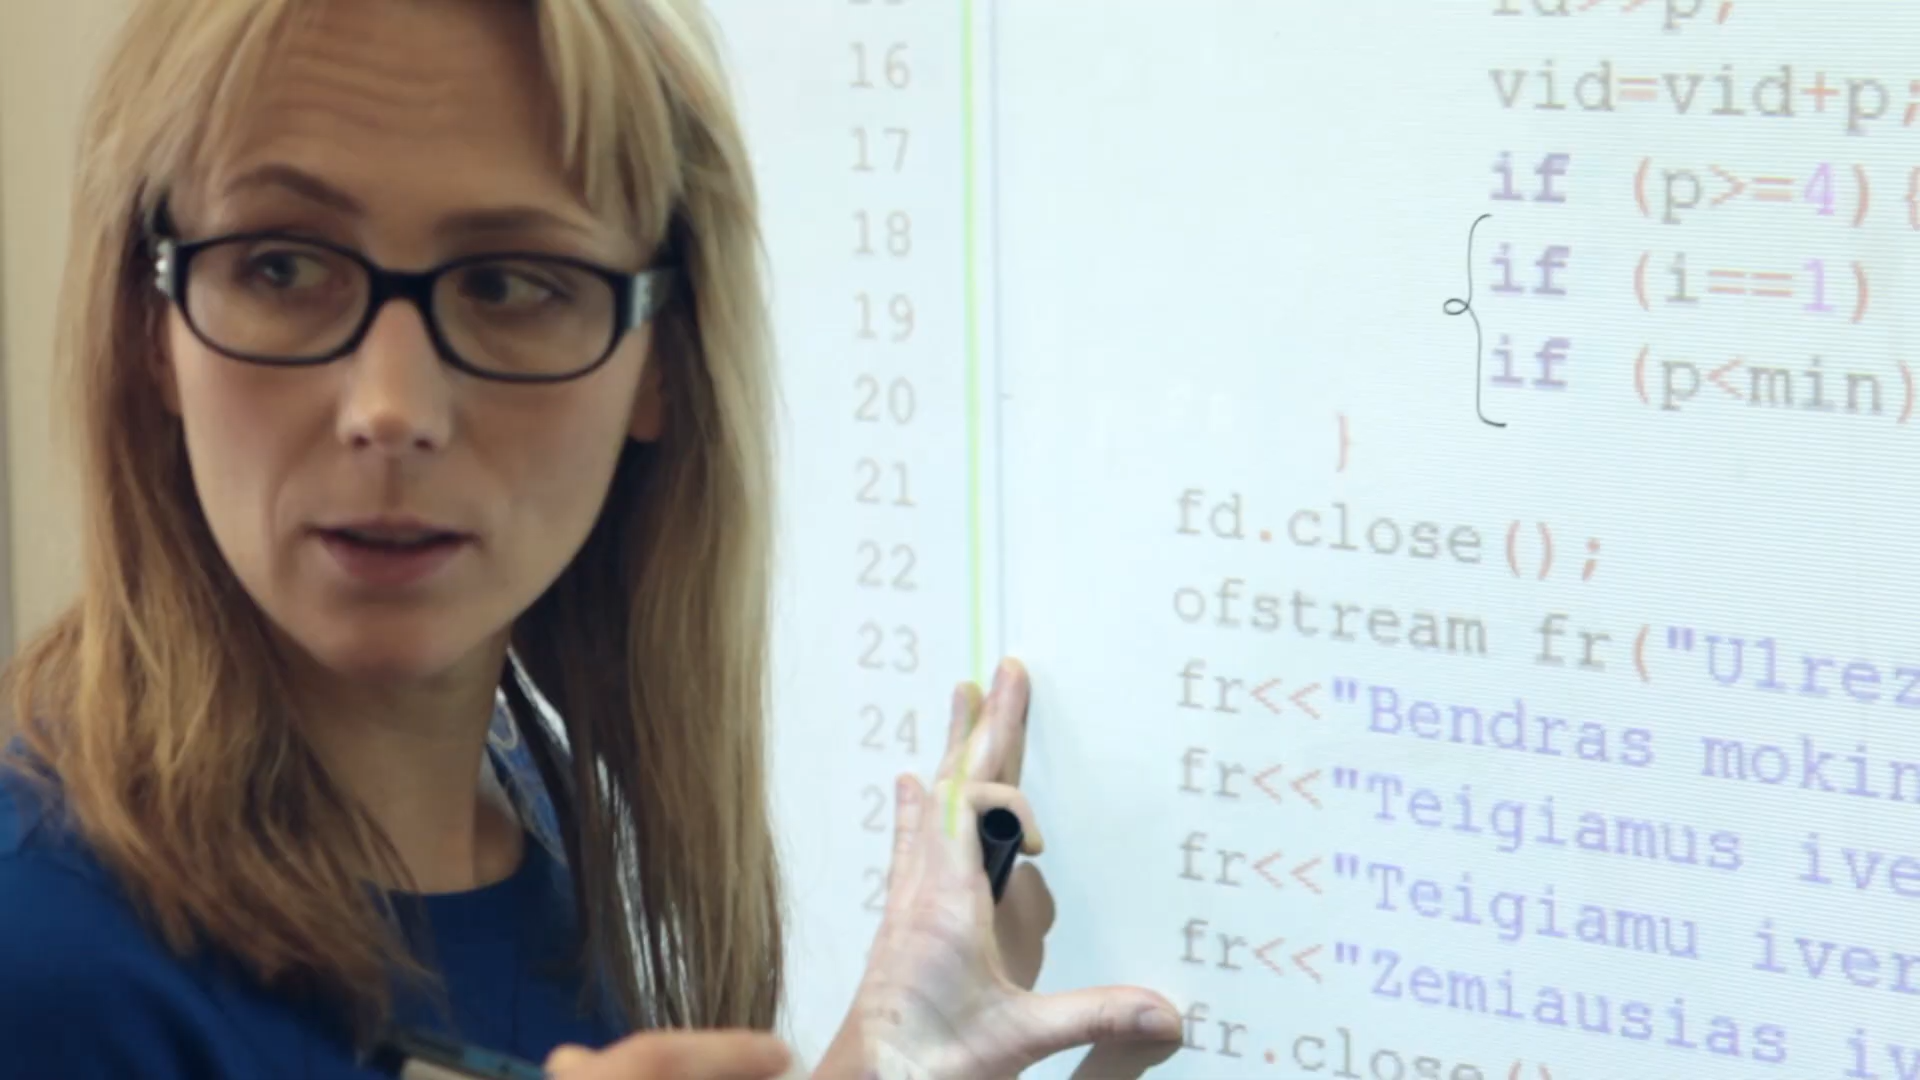 16
17
18
19
20
21
22
23
24
vid=vid+p;
if (p>=4) {
if (i==1)
if (p<min)
}
fd.close();
ofstream fr("U1rez
fr<<"Bendras mokin
fr<<"Teigiamus ive
fr<<"Teigiamu iver
fr<<"Zemiausias iv
fr.close()